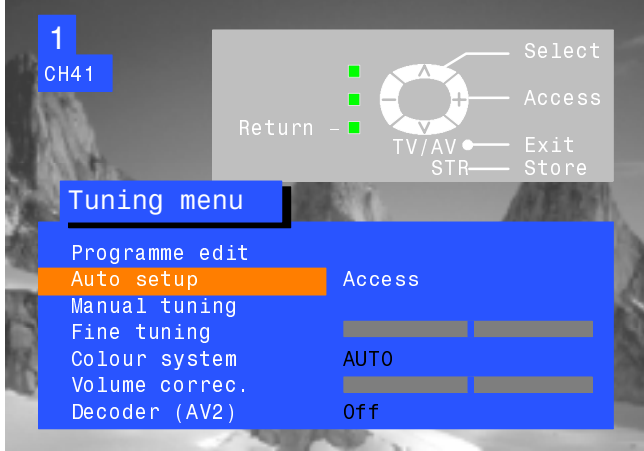 1
CH41
Select
Access
Return –
TV/AV Exit
STR Store
Tuning menu
Programme edit
Auto setup Access
Manual tuning
Fine tuning
Colour system AUTO
Volume correc.
Decoder (AV2) Off